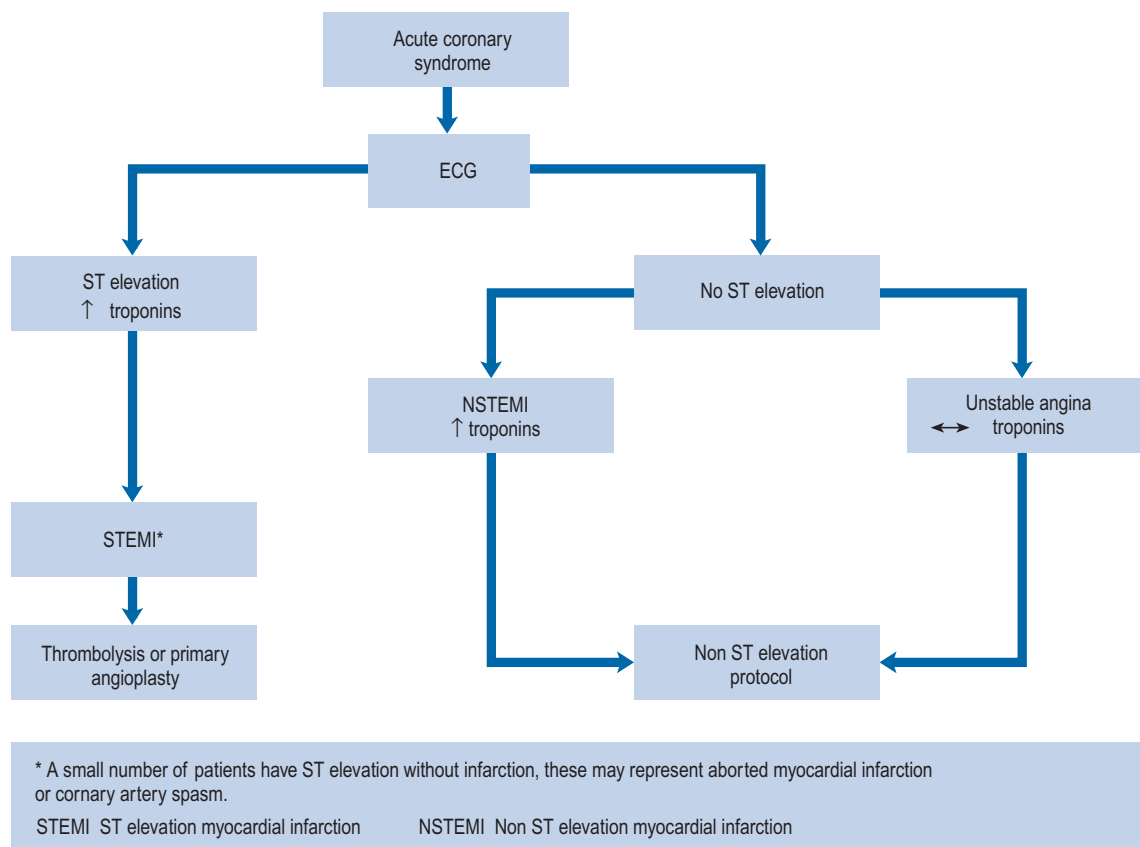 Acute coronary
syndrome
ECG
ST elevation
↑ troponins
No ST elevation
NSTEMI
↑ troponins
Unstable angina
↔ troponins
STEMI*
Thrombolysis or primary
angioplasty
Non ST elevation
protocol
* A small number of patients have ST elevation without infarction, these may represent aborted myocardial infarction
or cornary artery spasm.
STEMI ST elevation myocardial infarction NSTEMI Non ST elevation myocardial infarction